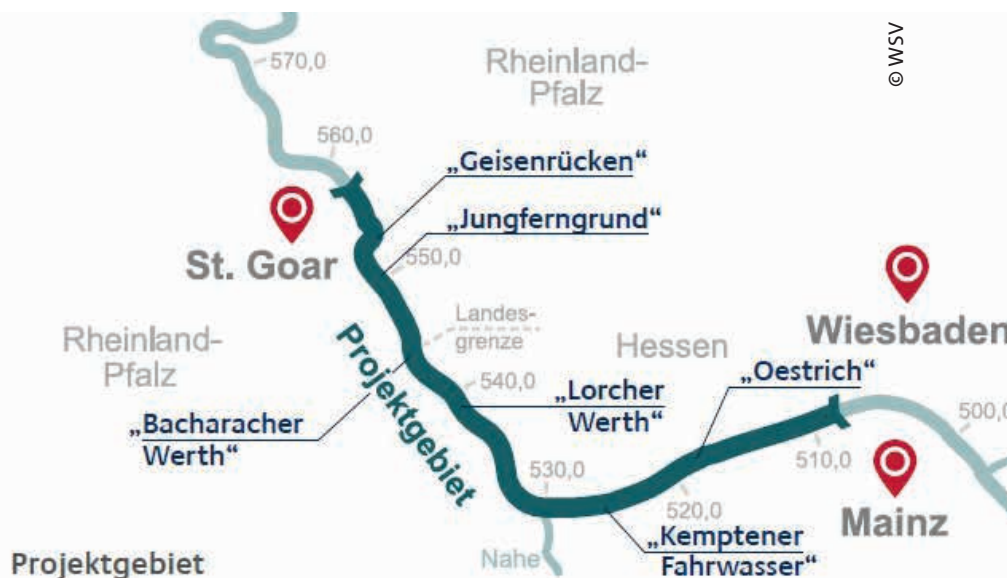 © WSV
570,0
Rheinland-
Pfalz
560,0
„Geisenrücken“
„Jungferngrund“
St. Goar
550,0
Landes-
grenze
Rheinland-
Pfalz
Projektgebiet
Hessen
Wiesbaden
„Oestrich“
540,0
„Lorcher
Werth“
„Bacharacher
Werth“
500,0
510,0
530,0
520,0
Mainz
„Kemptener
Fahrwasser“
Nahe
Projektgebiet